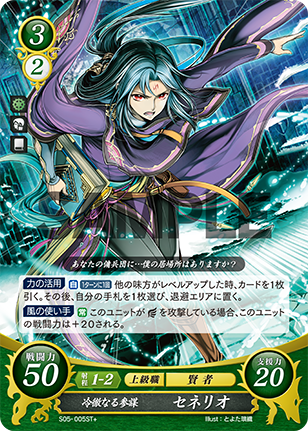 3
2
SAMPLE
あなたの傭兵団に…僕の居場所はありますか？
力の活用 自 1ターンに1回 他の味方がレベルアップした時、カードを1枚
引く。その後、自分の手札を1枚選び、退避エリアに置く。
風の使い手 常 このユニットが を攻撃している場合、このユニット
の戦闘力は＋20される。
戦闘力
50
射程 1-2 上級職 賢者
支援力
20
冷徹なる参謀 セネリオ
S05-005ST+
Illust：とよた瑣織